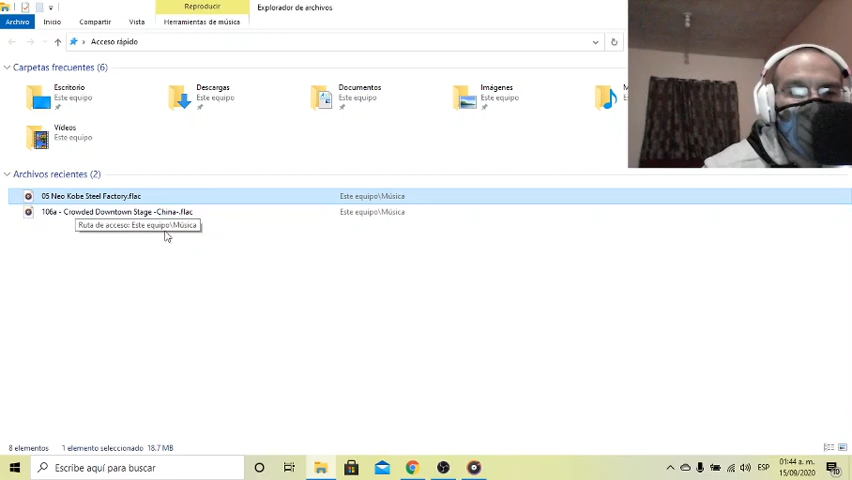 Reproducir
Explorador de archivos
Archivo
Inicio
Compartir
Vista
Herramientas de música
Acceso rápido
Carpetas frecuentes (6)
Escritorio
Este equipo
Descargas
Este equipo
Documentos
Este equipo
Imágenes
Este equipo
M
Vídeos
Este equipo
Archivos recientes (2)
05 Neo Kobe Steel Factory.flac
Este equipo\Música
106a - Crowded Downtown Stage -China-.flac
Este equipo\Música
Ruta de acceso: Este equipo\Música
8 elementos
1 elemento seleccionado 18.7 MB
Escribe aquí para buscar
ESP
01:44 a. m.
15/09/2020
10